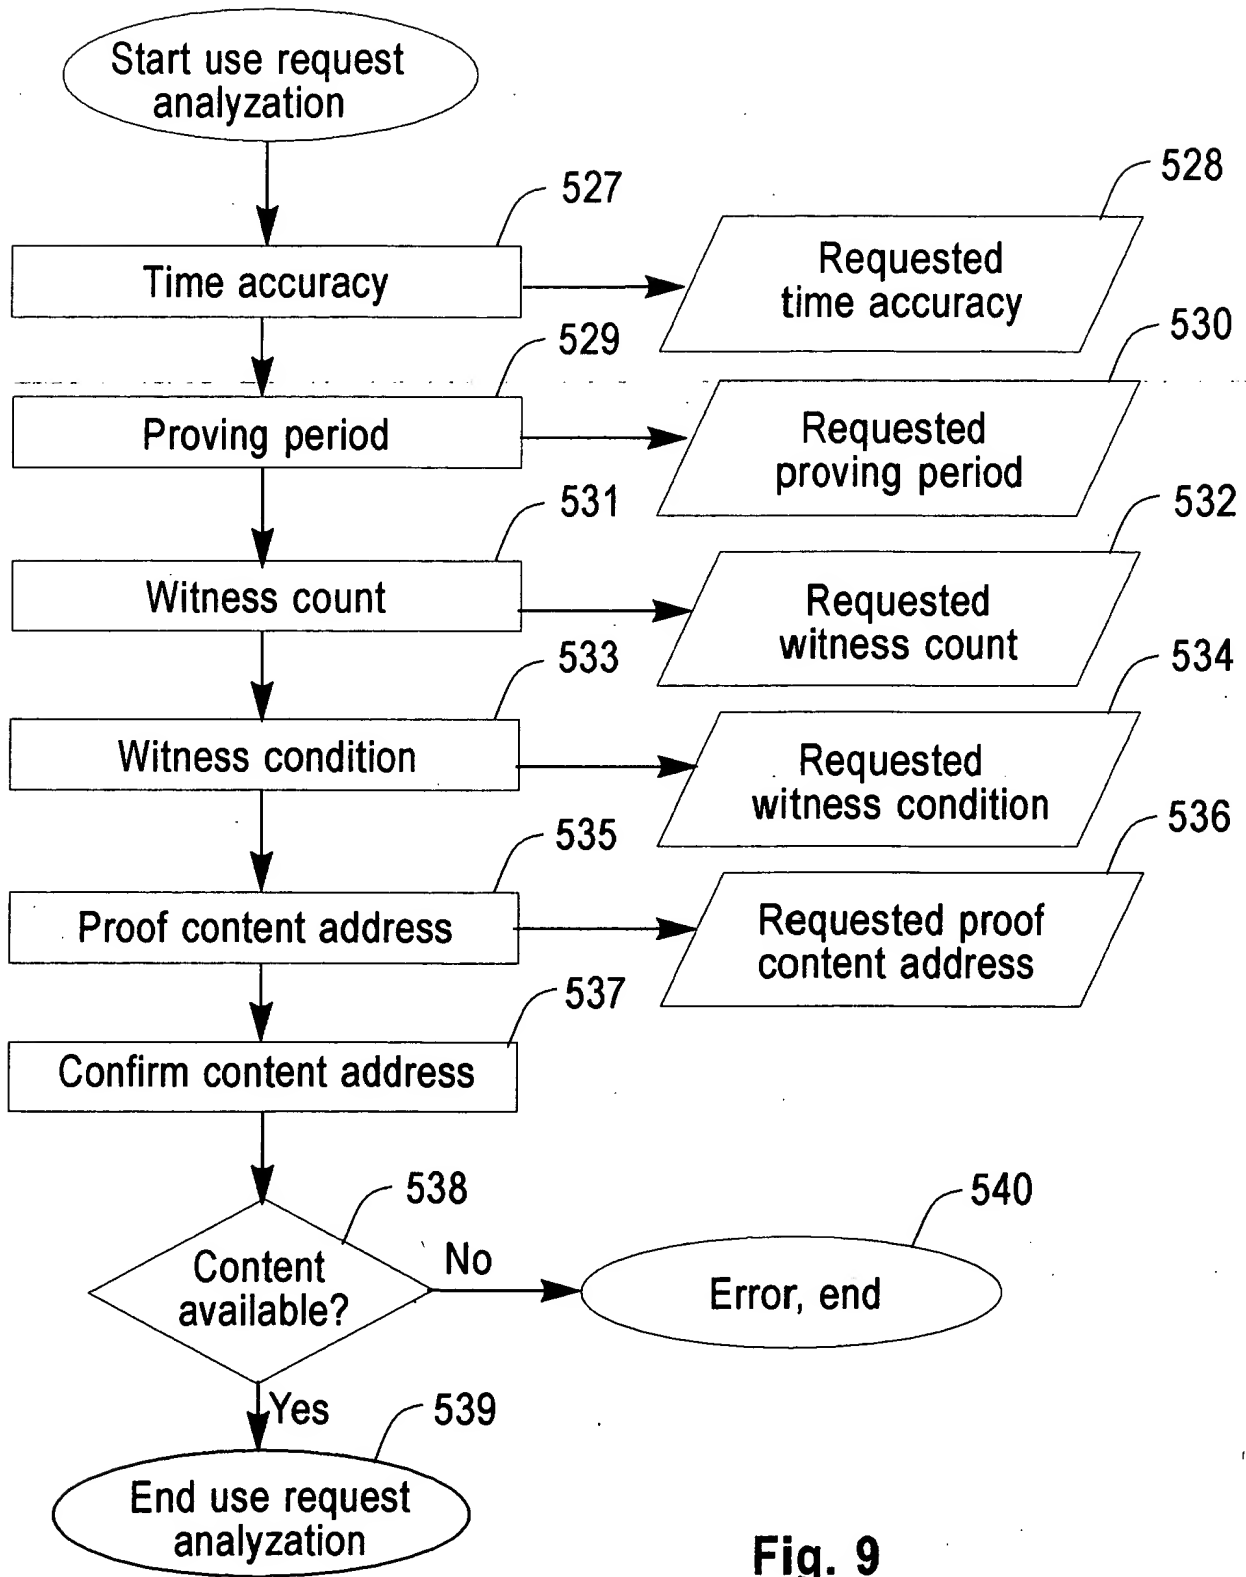 Start use request
analyzation
527
528
Time accuracy
Requested
time accuracy
529
530
Proving period
Requested
proving period
531
532
Witness count
Requested
witness count
533
534
Witness condition
Requested
witness condition
535
536
Proof content address
Requested proof
content address
537
Confirm content address
538
540
Content
available?
No
Error, end
Yes
539
End use request
analyzation
Fig. 9